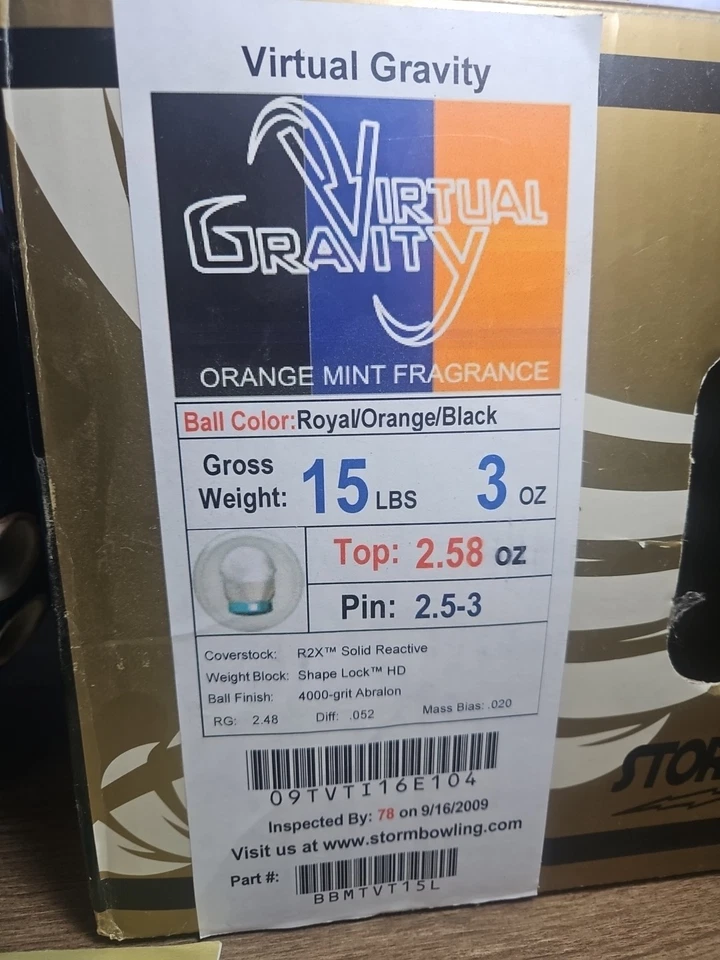 Virtual Gravity
VIRTUAL
GRAVITY
ORANGE MINT FRAGRANCE
Ball Color:Royal/Orange/Black
Gross Weight: 15 LBS 3 OZ
Top: 2.58 oz
Pin: 2.5-3
Coverstock: R2X™ Solid Reactive
Weight Block: Shape Lock™ HD
Ball Finish: 4000-grit Abralon
RG: 2.48 Diff: .052 Mass Bias: .020
09TVTI16E104
Inspected By: 78 on 9/16/2009
Visit us at www.stormbowling.com
Part #:
BBMTVT15L